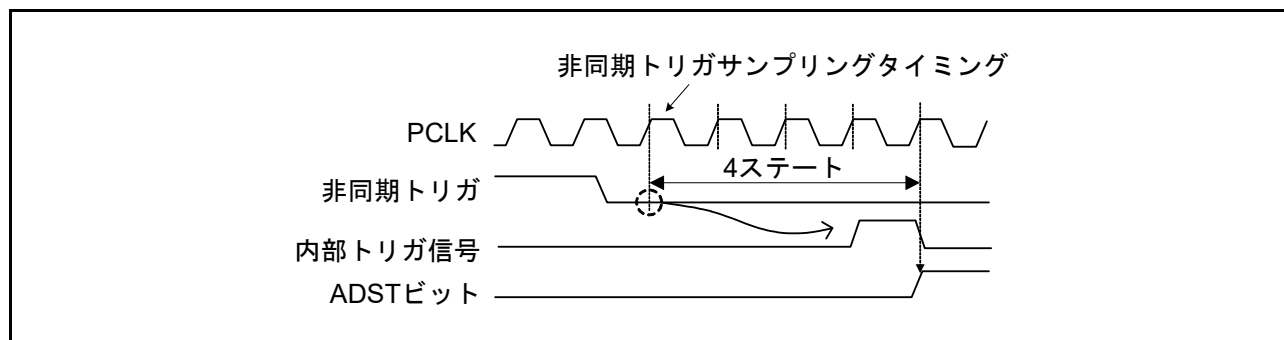 非同期トリガサンプリングタイミング
PCLK
4ステート
非同期トリガ
内部トリガ信号
ADSTビット